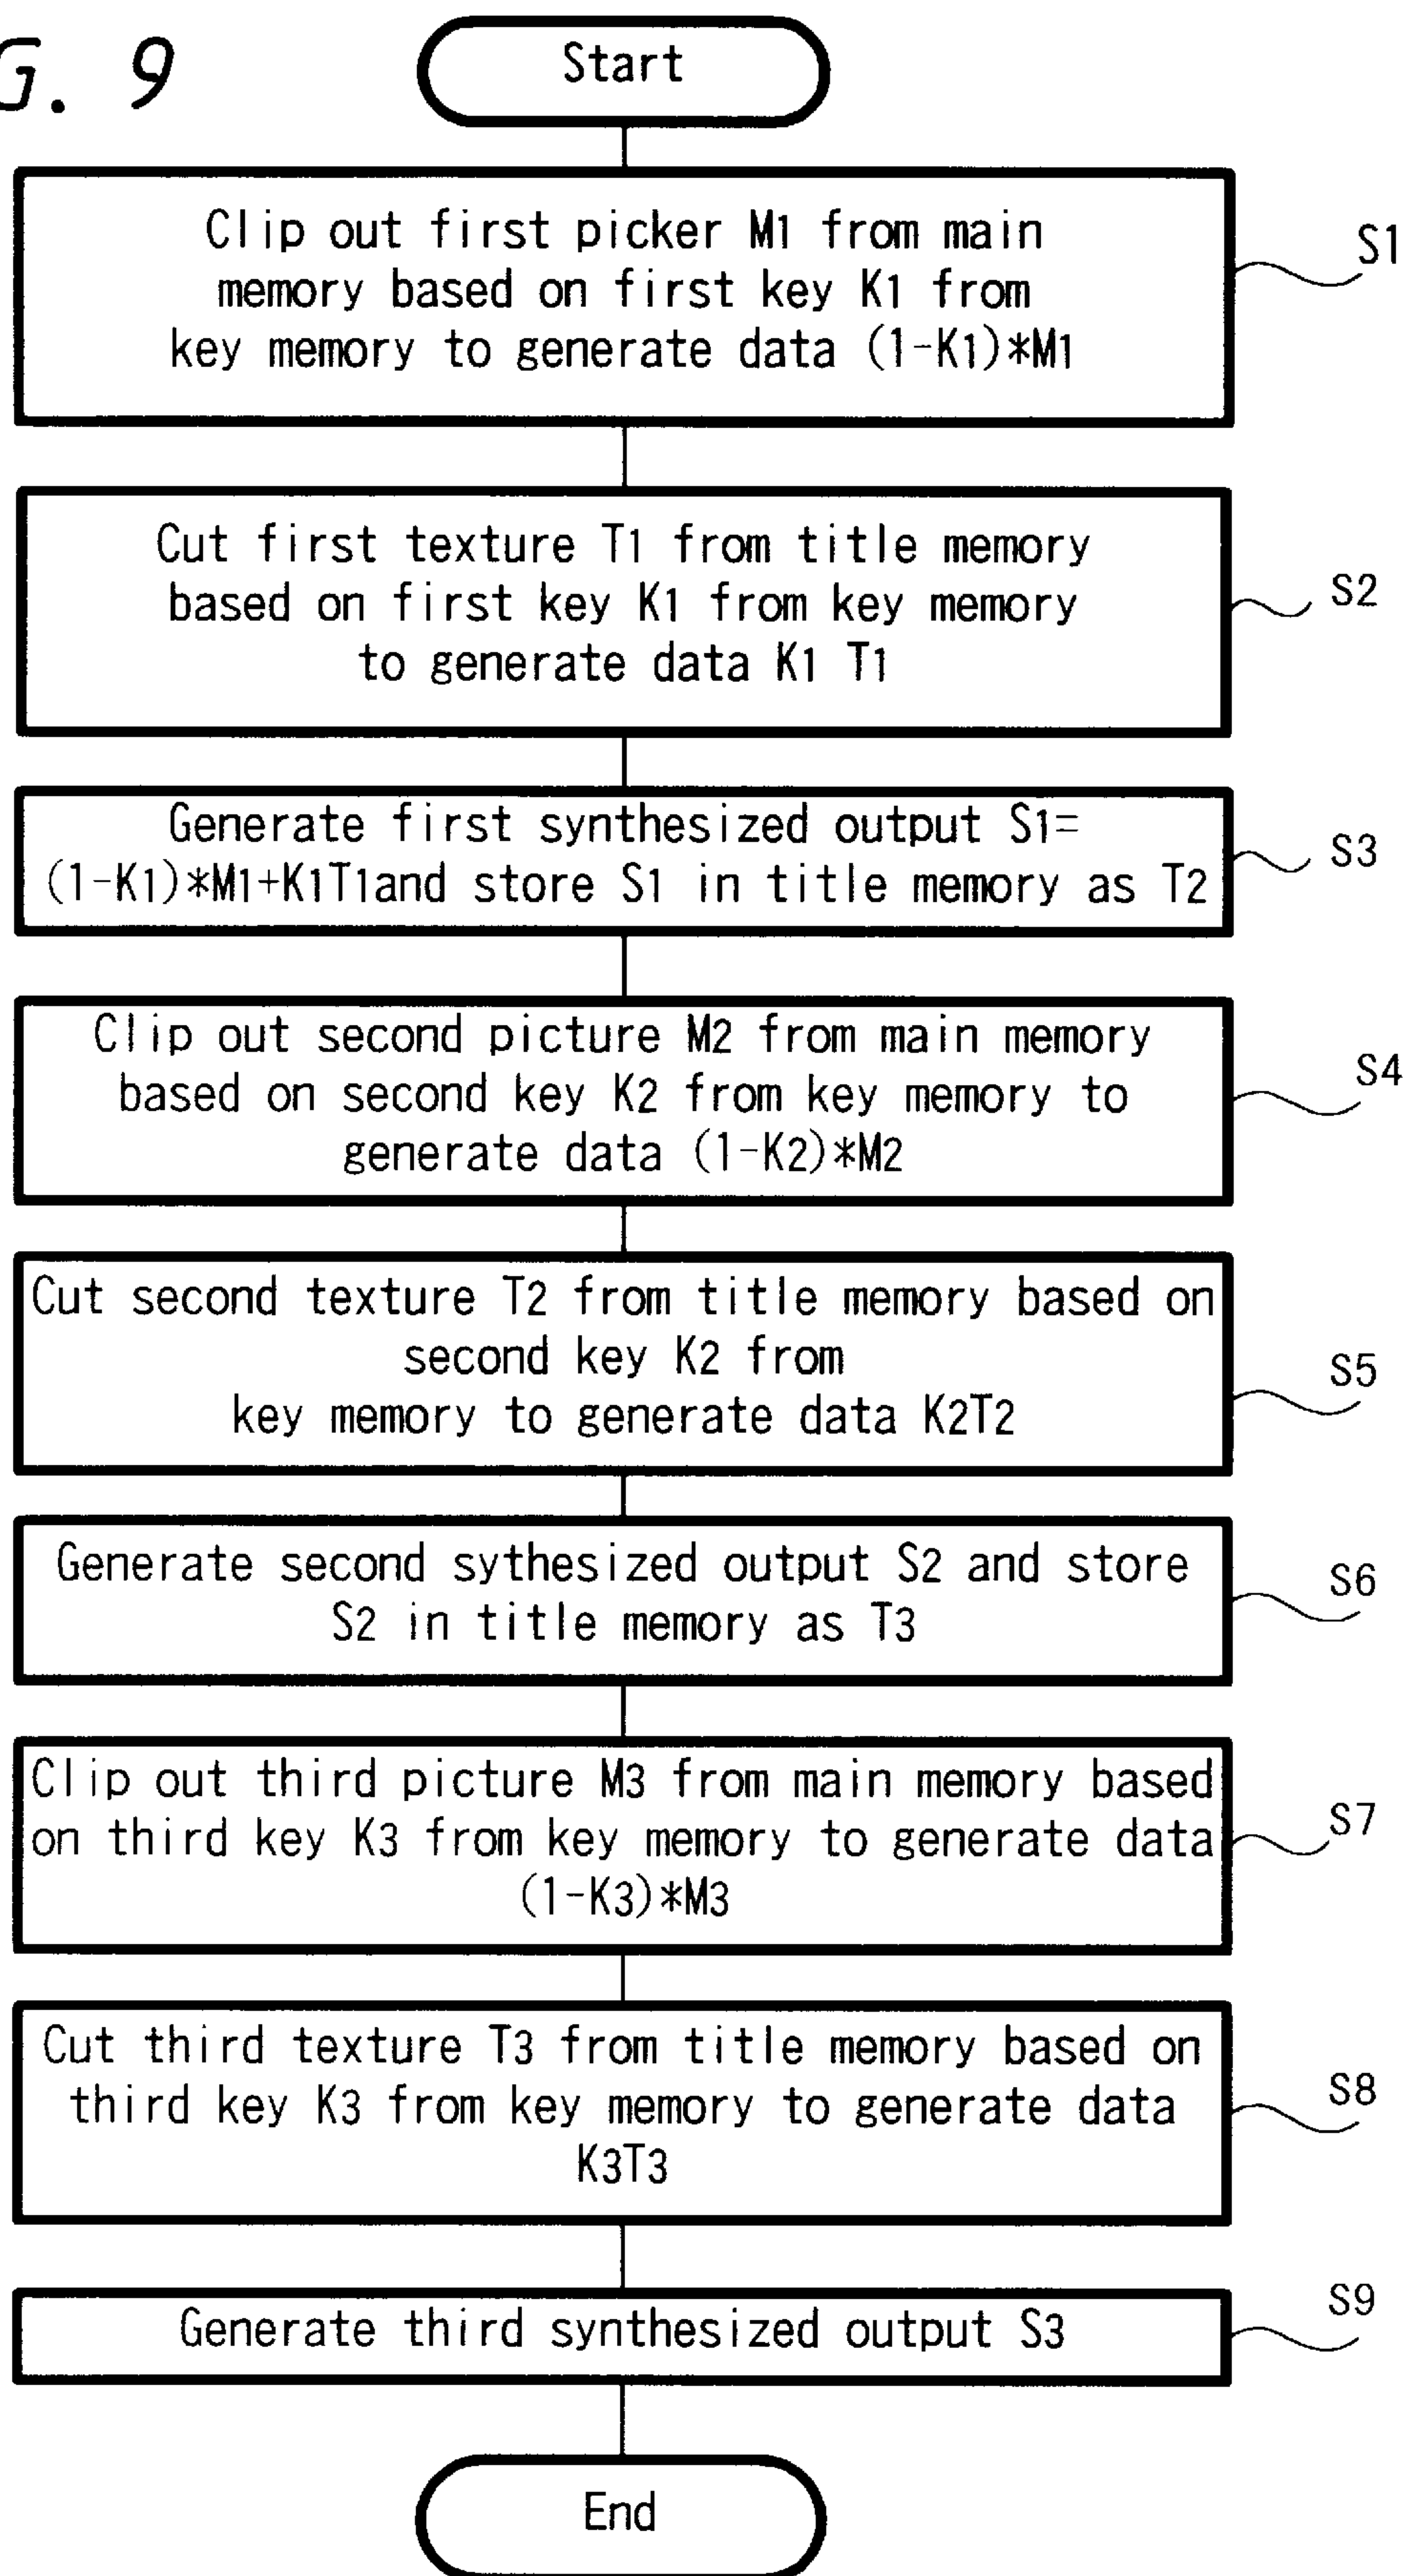 G. 9
Start
Clip out first picker M1 from main
memory based on first key K1 from
key memory to generate data (1-K1)*M1
S1
Cut first texture T1 from title memory
based on first key K1 from key memory
to generate data K1 T1
S2
Generate first synthesized output S1=
(1-K1)*M1+K1T1and store S1 in title memory as T2
S3
Clip out second picture M2 from main memory
based on second key K2 from key memory to
generate data (1-K2)*M2
S4
Cut second texture T2 from title memory based on
second key K2 from
key memory to generate data K2T2
S5
Generate second sythesized output S2 and store
S2 in title memory as T3
S6
Clip out third picture M3 from main memory based
on third key K3 from key memory to generate data
(1-K3)*M3
S7
Cut third texture T3 from title memory based on
third key K3 from key memory to generate data
K3T3
S8
Generate third synthesized output S3
S9
End